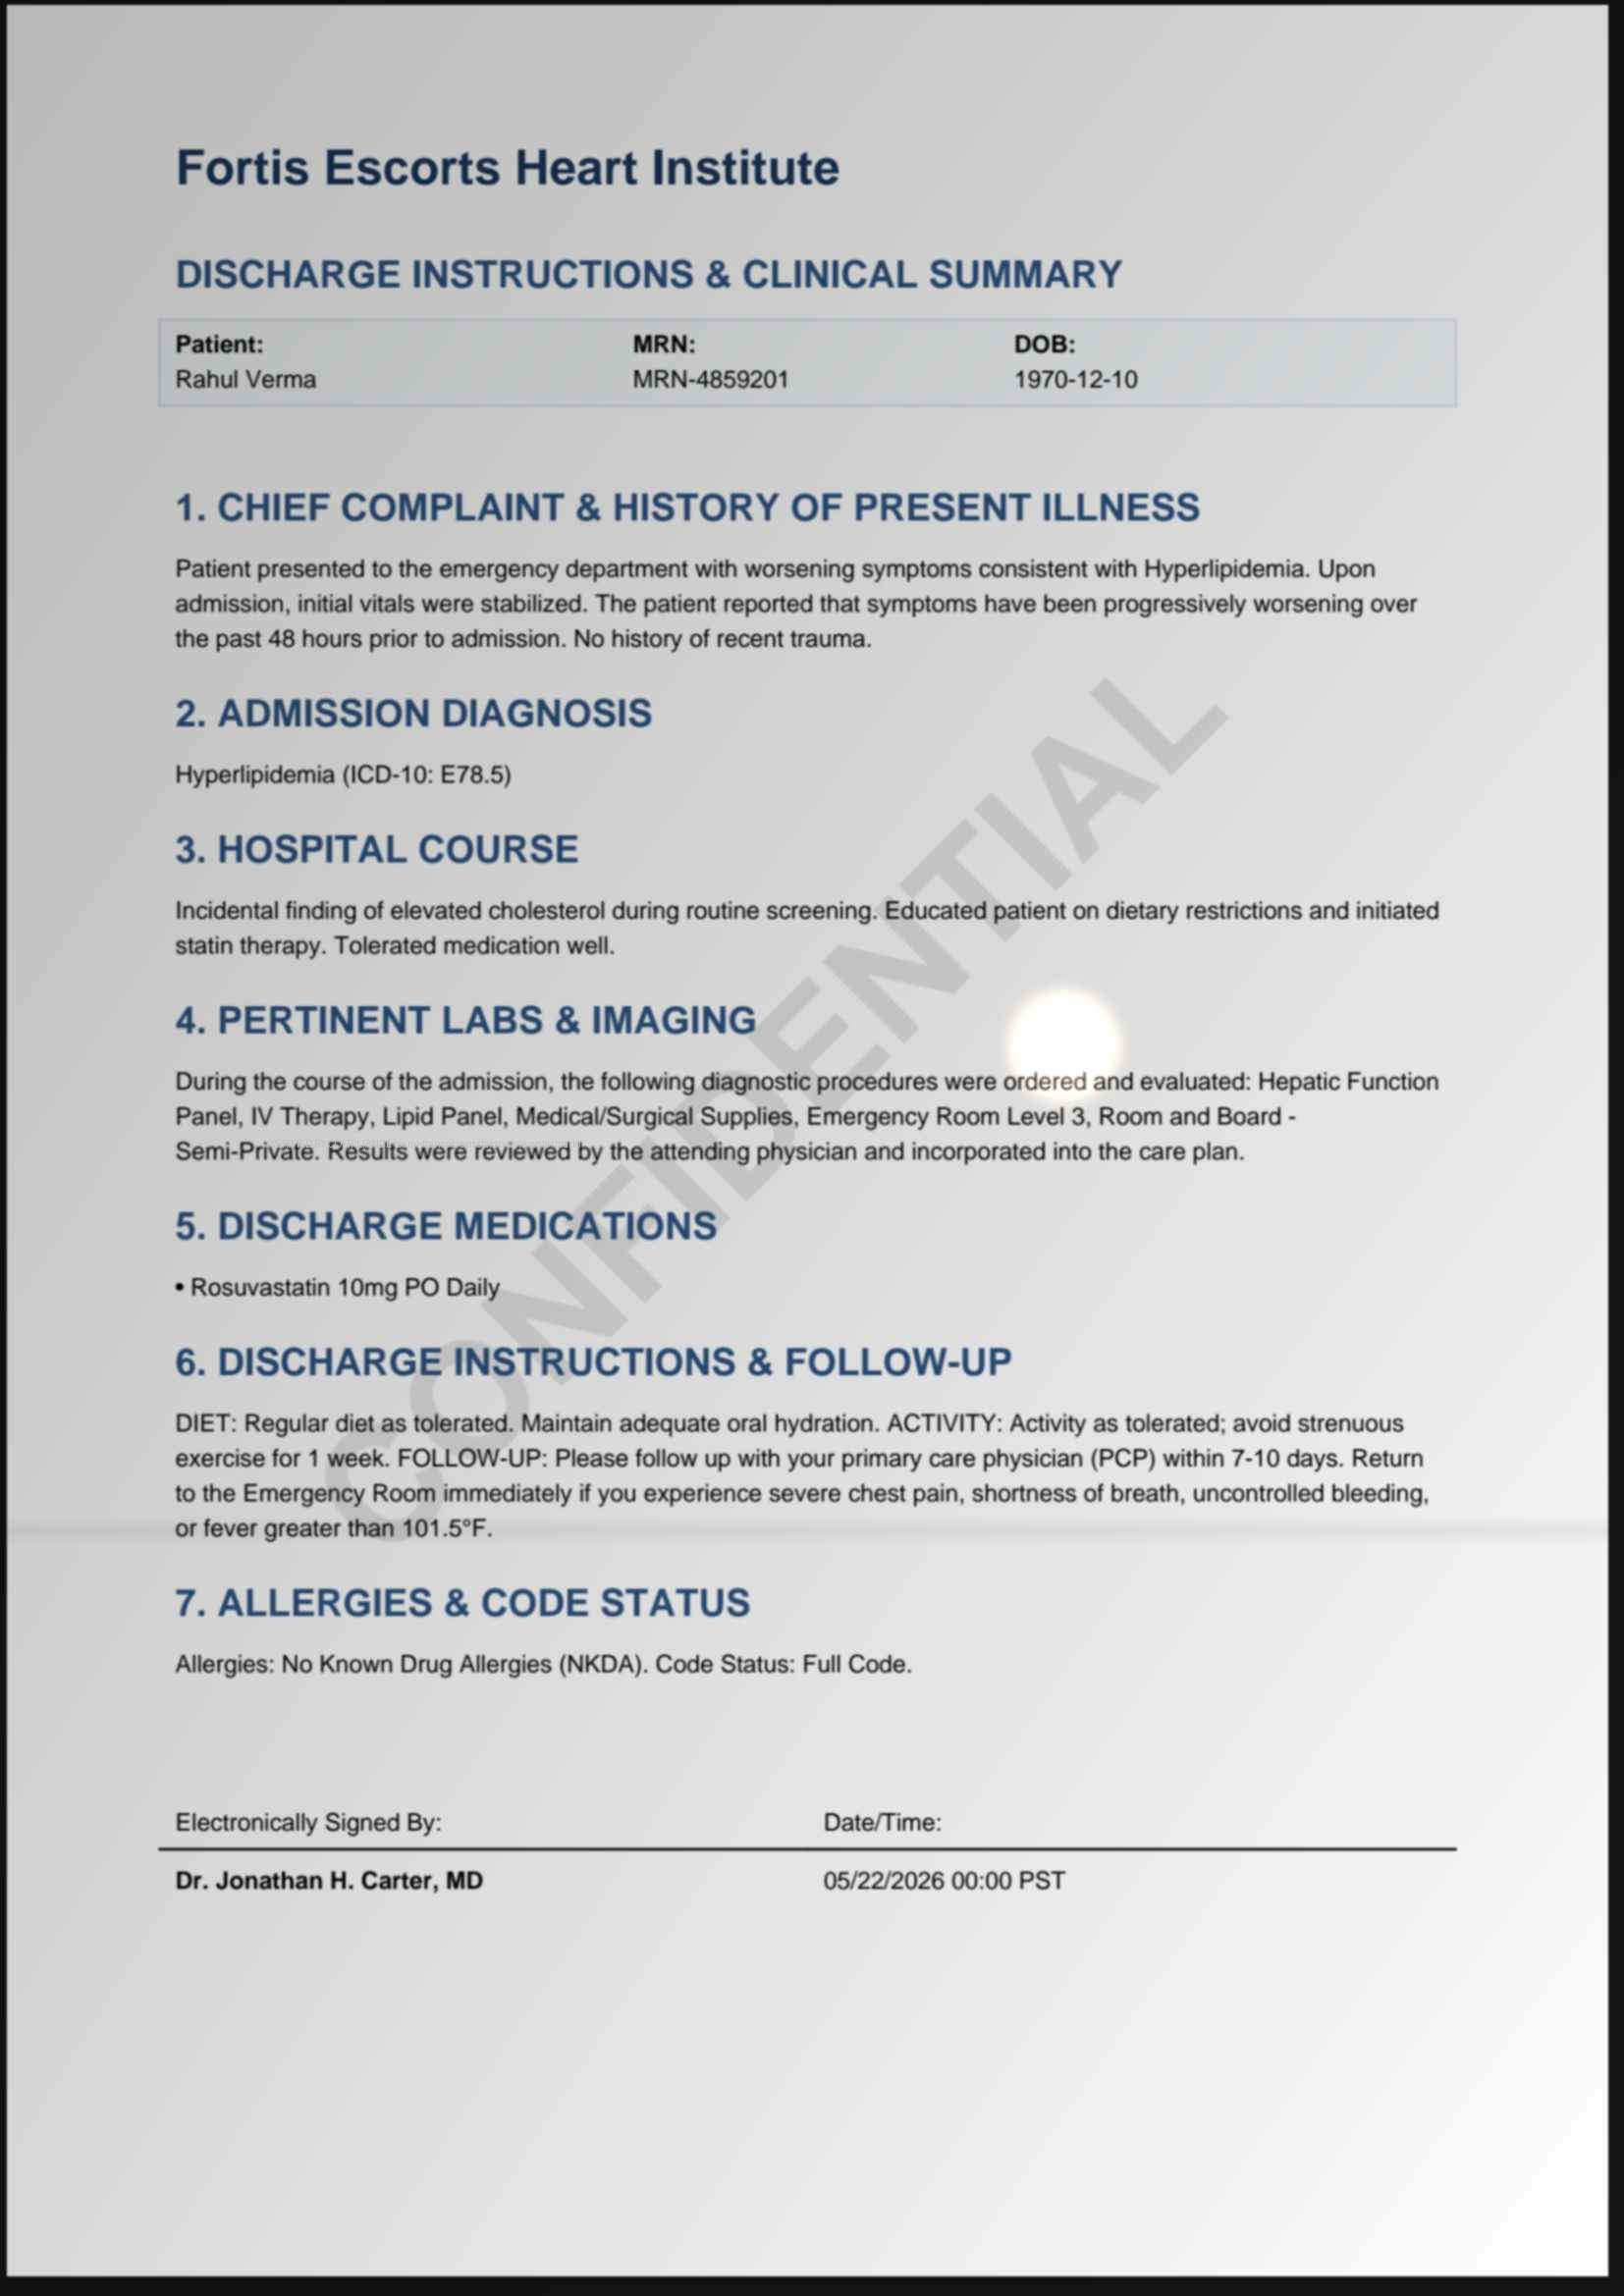 Fortis Escorts Heart Institute
DISCHARGE INSTRUCTIONS & CLINICAL SUMMARY
Patient: MRN: DOB:
Rahul Verma MRN-4859201 1970-12-10
1. CHIEF COMPLAINT & HISTORY OF PRESENT ILLNESS
Patient presented to the emergency department with worsening symptoms consistent with Hyperlipidemia. Upon
admission, initial vitals were stabilized. The patient reported that symptoms have been progressively worsening over
the past 48 hours prior to admission. No history of recent trauma.
2. ADMISSION DIAGNOSIS
Hyperlipidemia (ICD-10: E78.5)
3. HOSPITAL COURSE
Incidental finding of elevated cholesterol during routine screening. Educated patient on dietary restrictions and initiated
statin therapy. Tolerated medication well.
4. PERTINENT LABS & IMAGING
During the course of the admission, the following diagnostic procedures were ordered and evaluated: Hepatic Function
Panel, IV Therapy, Lipid Panel, Medical/Surgical Supplies, Emergency Room Level 3, Room and Board -
Semi-Private. Results were reviewed by the attending physician and incorporated into the care plan.
5. DISCHARGE MEDICATIONS
• Rosuvastatin 10mg PO Daily
6. DISCHARGE INSTRUCTIONS & FOLLOW-UP
DIET: Regular diet as tolerated. Maintain adequate oral hydration. ACTIVITY: Activity as tolerated; avoid strenuous
exercise for 1 week. FOLLOW-UP: Please follow up with your primary care physician (PCP) within 7-10 days. Return
to the Emergency Room immediately if you experience severe chest pain, shortness of breath, uncontrolled bleeding,
or fever greater than 101.5°F.
7. ALLERGIES & CODE STATUS
Allergies: No Known Drug Allergies (NKDA). Code Status: Full Code.
Electronically Signed By: Date/Time:
Dr. Jonathan H. Carter, MD 05/22/2026 00:00 PST
CONFIDENTIAL